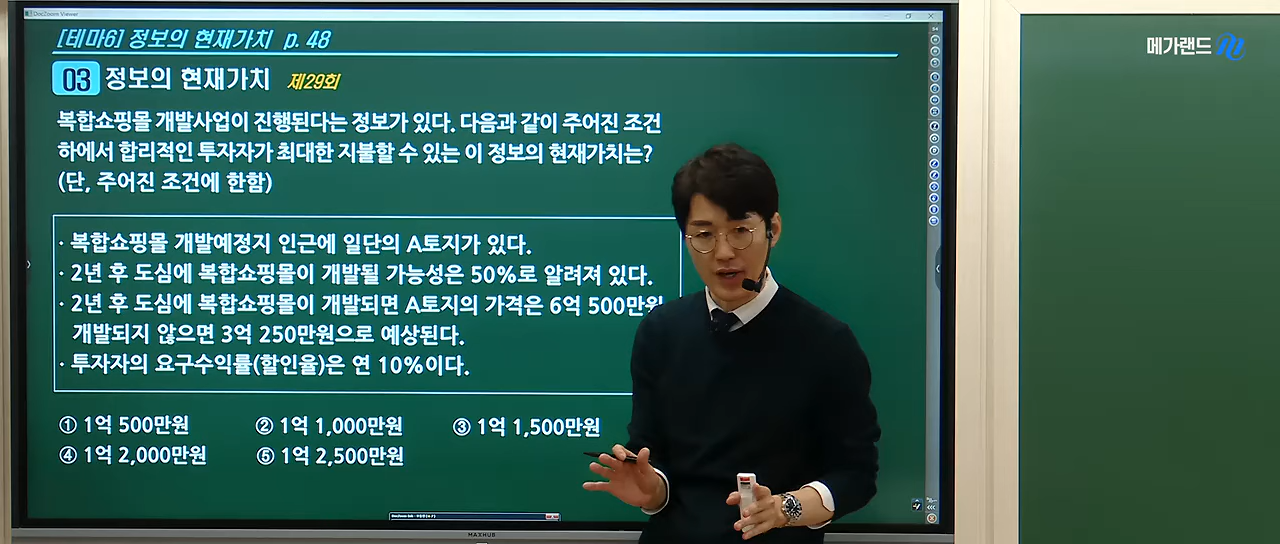 DocZoom Viewer
[테마6] 정보의 현재가치 p. 48
메가랜드
03 정보의 현재가치 제29회
복합쇼핑몰 개발사업이 진행된다는 정보가 있다. 다음과 같이 주어진 조건
하에서 합리적인 투자자가 최대한 지불할 수 있는 이 정보의 현재가치는?
(단, 주어진 조건에 한함)
· 복합쇼핑몰 개발예정지 인근에 일단의 A토지가 있다.
· 2년 후 도심에 복합쇼핑몰이 개발될 가능성은 50%로 알려져 있다.
· 2년 후 도심에 복합쇼핑몰이 개발되면 A토지의 가격은 6억 500만원
개발되지 않으면 3억 250만원으로 예상된다.
· 투자자의 요구수익률(할인율)은 연 10%이다.
① 1억 500만원 ② 1억 1,000만원 ③ 1억 1,500만원
④ 1억 2,000만원 ⑤ 1억 2,500만원
MAXHUB